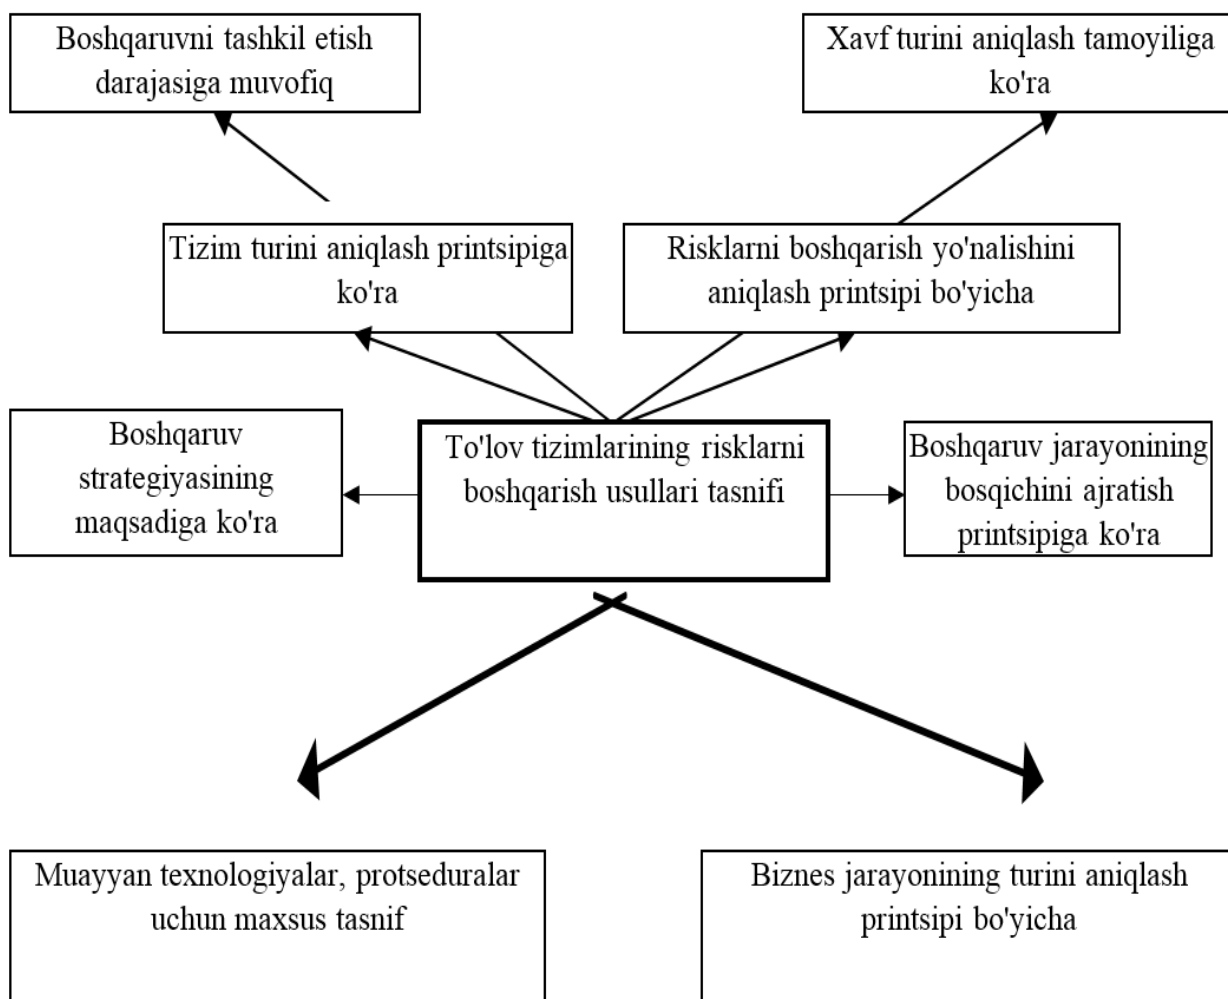 Boshqaruvni tashkil etish
darajasiga muvofiq
Xavf turini aniqlash tamoyiliga
ko'ra
Tizim turini aniqlash printsipiga
ko'ra
Risklarni boshqarish yo'nalishini
aniqlash printsipi bo'yicha
Boshqaruv
strategiyasining
maqsadiga ko'ra
To'lov tizimlarining risklarni
boshqarish usullari tasnifi
Boshqaruv jarayonining
bosqichini ajratish
printsipiga ko'ra
Muayyan texnologiyalar, protseduralar
uchun maxsus tasnif
Biznes jarayonining turini aniqlash
printsipi bo'yicha